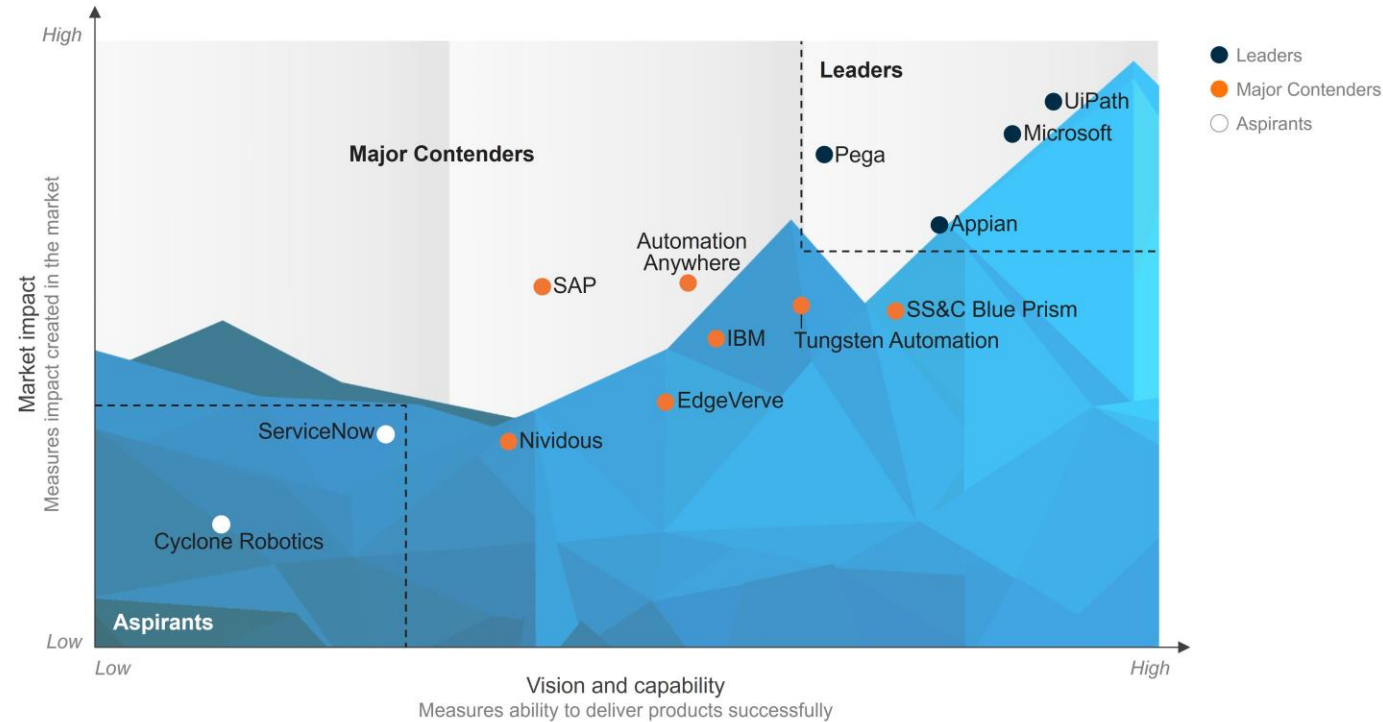 High
Leaders
Leaders
UiPath
Major Contenders
Microsoft
Aspirants
Major Contenders
Pega
Appian
Automation
Anywhere
SAP
SS&C Blue Prism
IBM
Tungsten Automation
Market impact
Measures impact created in the market
EdgeVerve
ServiceNow
Nividous
Cyclone Robotics
Aspirants
Low
Low
High
Vision and capability
Measures ability to deliver products successfully